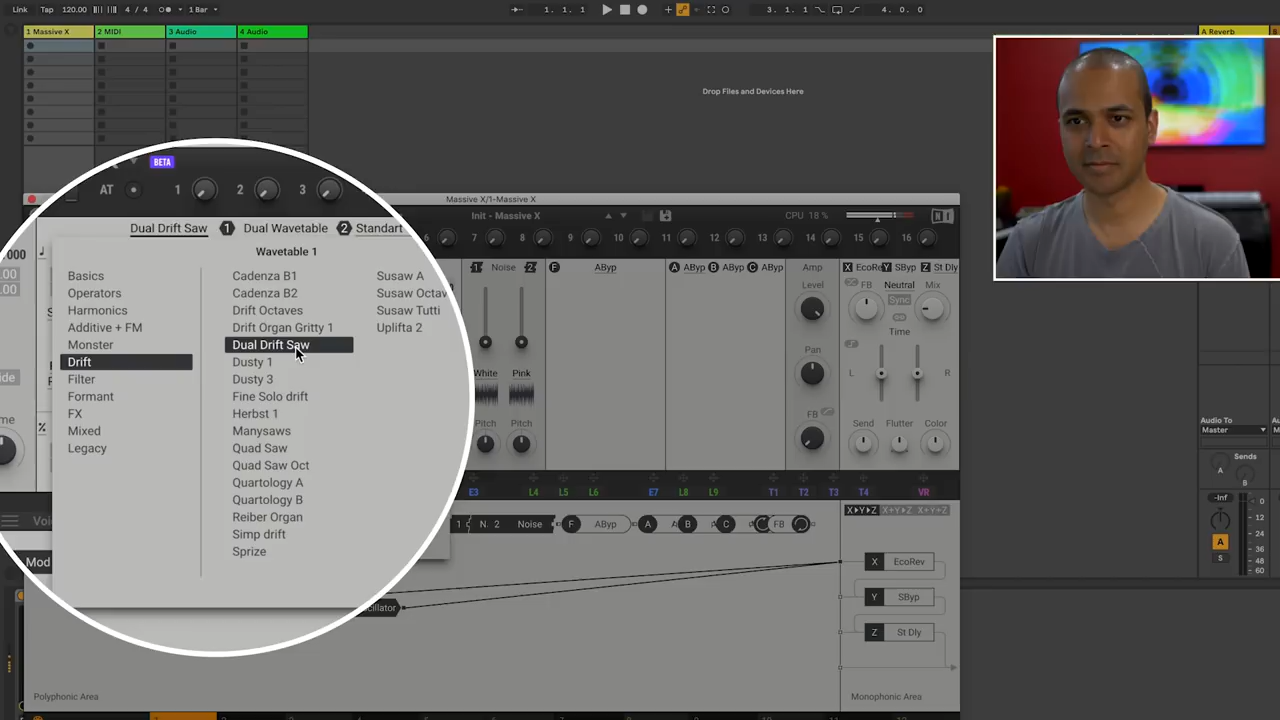 Link Tap 120.00 4 / 4 1 Bar 1. 1. 1 3. 1. 1 4. 0. 0
1 Massive X 2 MIDI 3 Audio 4 Audio A Reverb B
Drop Files and Devices Here
BETA
AT 1 2 3
Massive X/1-Massive X
Init - Massive X CPU 18 %
6 7 8 9 10 11 12 13 14 15 16
Dual Drift Saw 1 Dual Wavetable 2 Standart
Wavetable 1
Basics
Operators
Harmonics
Additive + FM
Monster
Drift
Filter
Formant
FX
Mixed
Legacy
Cadenza B1
Cadenza B2
Drift Octaves
Drift Organ Gritty 1
Dual Drift Saw
Dusty 1
Dusty 3
Fine Solo drift
Herbst 1
Manysaws
Quad Saw
Quad Saw Oct
Quartology A
Quartology B
Reiber Organ
Simp drift
Sprize
Susaw A
Susaw Octav
Susaw Tutti
Uplifta 2
1 Noise 2 F AByp A AByp B AByp C AByp Amp X EcoRe Y SByp Z St Dly
Level
FB Neutral Mix
Sync
Time
White Pink
Pan
L R
Pitch Pitch
FB
Send Flutter Color
E3 L4 L5 L6 E7 L8 L9 T1 T2 T3 T4 VR
1 N. 2 Noise F AByp A B C FB
X▸Y▸Z X+Y▸Z X+Y+Z
X EcoRev
Y SByp
Z St Dly
Voi
Mod
cillator
Polyphonic Area Monophonic Area
Audio To
Master
Sends
A
B
-Inf
0
12
24
36
48
60
A
S